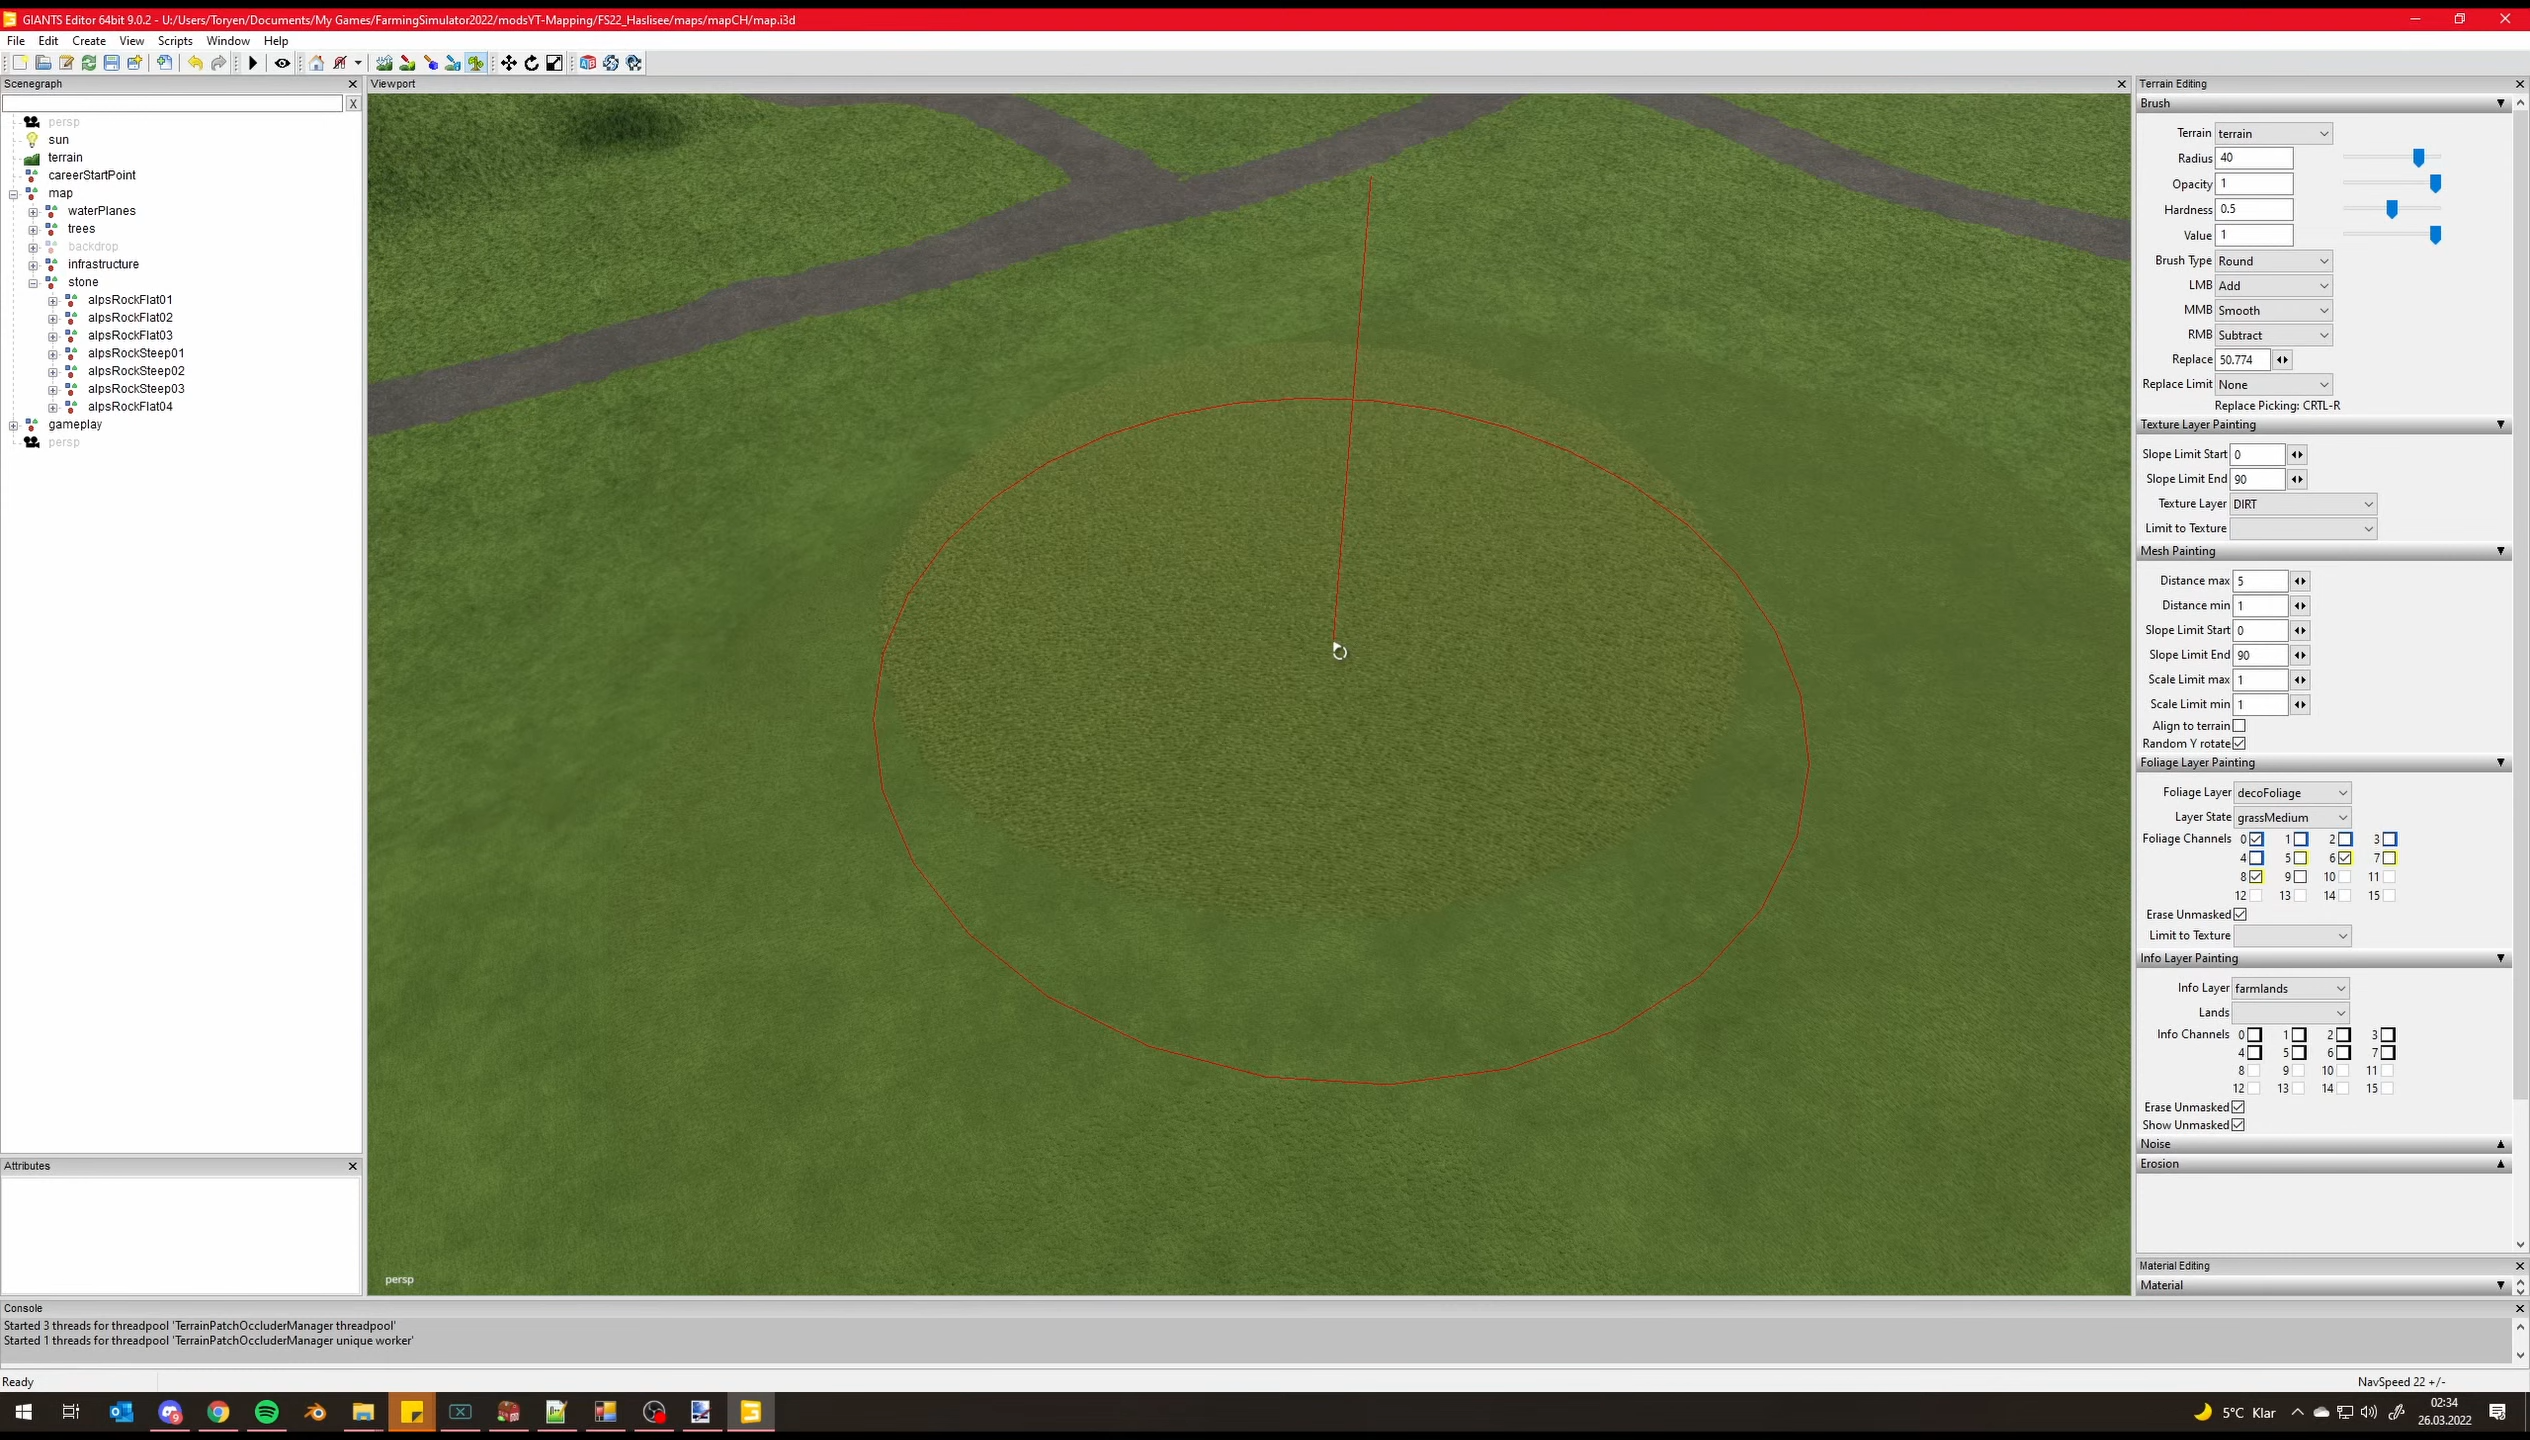 GIANTS Editor 64bit 9.0.2 - U:/Users/Toryen/Documents/My Games/FarmingSimulator2022/modsYT-Mapping/FS22_Haslisee/maps/mapCH/map.i3d
File Edit Create View Scripts Window Help
Scenegraph
X
persp
sun
terrain
careerStartPoint
map
waterPlanes
trees
backdrop
infrastructure
stone
alpsRockFlat01
alpsRockFlat02
alpsRockFlat03
alpsRockSteep01
alpsRockSteep02
alpsRockSteep03
alpsRockFlat04
gameplay
persp
Attributes
Viewport
persp
Terrain Editing
Brush
Terrain terrain
Radius 40
Opacity 1
Hardness 0.5
Value 1
Brush Type Round
LMB Add
MMB Smooth
RMB Subtract
Replace 50.774
Replace Limit None
Replace Picking: CRTL-R
Texture Layer Painting
Slope Limit Start 0
Slope Limit End 90
Texture Layer DIRT
Limit to Texture
Mesh Painting
Distance max 5
Distance min 1
Slope Limit Start 0
Slope Limit End 90
Scale Limit max 1
Scale Limit min 1
Align to terrain
Random Y rotate
Foliage Layer Painting
Foliage Layer decoFoliage
Layer State grassMedium
Foliage Channels 0 1 2 3
4 5 6 7
8 9 10 11
12 13 14 15
Erase Unmasked
Limit to Texture
Info Layer Painting
Info Layer farmlands
Lands
Info Channels 0 1 2 3
4 5 6 7
8 9 10 11
12 13 14 15
Erase Unmasked
Show Unmasked
Noise
Erosion
Material Editing
Material
Console
Started 3 threads for threadpool 'TerrainPatchOccluderManager threadpool'
Started 1 threads for threadpool 'TerrainPatchOccluderManager unique worker'
Ready
NavSpeed 22 +/-
5°C Klar
02:34
26.03.2022